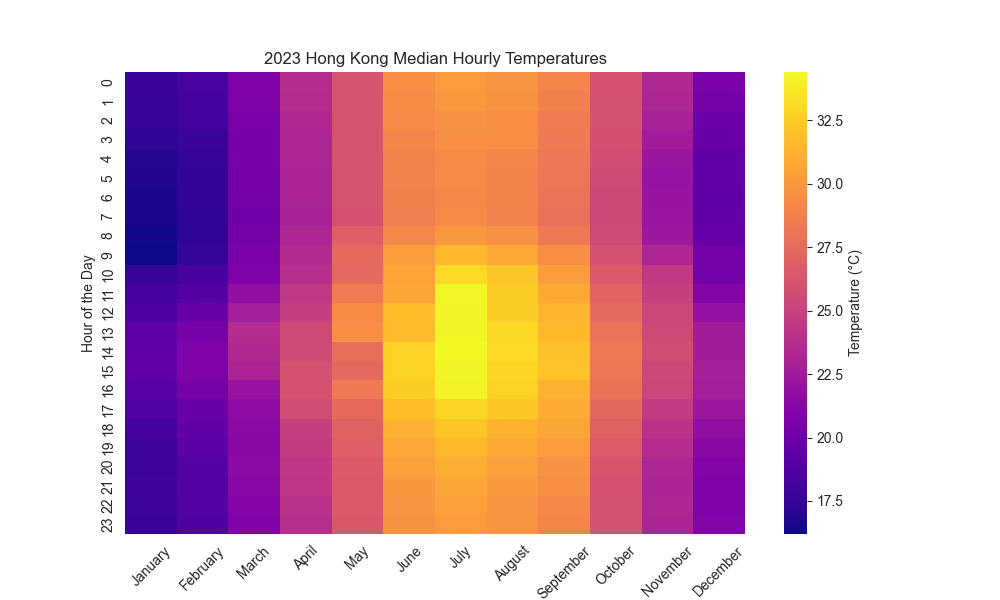 2023 Hong Kong Median Hourly Temperatures
Hour of the Day
0
1
2
3
4
5
6
7
8
9
10
11
12
13
14
15
16
17
18
19
20
21
22
23
January
February
March
April
May
June
July
August
September
October
November
December
32.5
30.0
27.5
25.0
22.5
20.0
17.5
Temperature (°C)